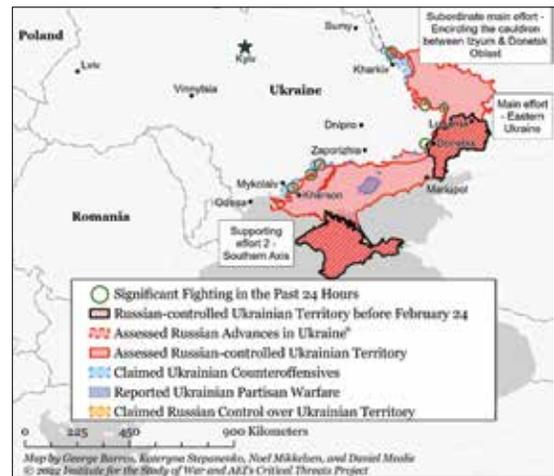 Poland
Sumy
Subordinate main effort -
Encircling the cauldron
between Izyum & Donetsk
Oblast
Lviv
Kyiv
Kharkiv
Vinnytsia
Ukraine
Main effort
- Eastern
Ukraine
Luhansk
Dnipro
Donetsk
Zaporizhia
Mykolaiv
Kherson
Mariupol
Odesa
Romania
Supporting
effort 2 -
Southern Axis
Significant Fighting in the Past 24 Hours
Russian-controlled Ukrainian Territory before February 24
Assessed Russian Advances in Ukraine*
Assessed Russian-controlled Ukrainian Territory
Claimed Ukrainian Counteroffensives
Reported Ukrainian Partisan Warfare
Claimed Russian Control over Ukrainian Territory
0 225 450 900 Kilometers
Map by George Barros, Kateryna Stepanenko, Noel Mikkelsen, and Daniel Mealie
© 2022 Institute for the Study of War and AEI's Critical Threats Project